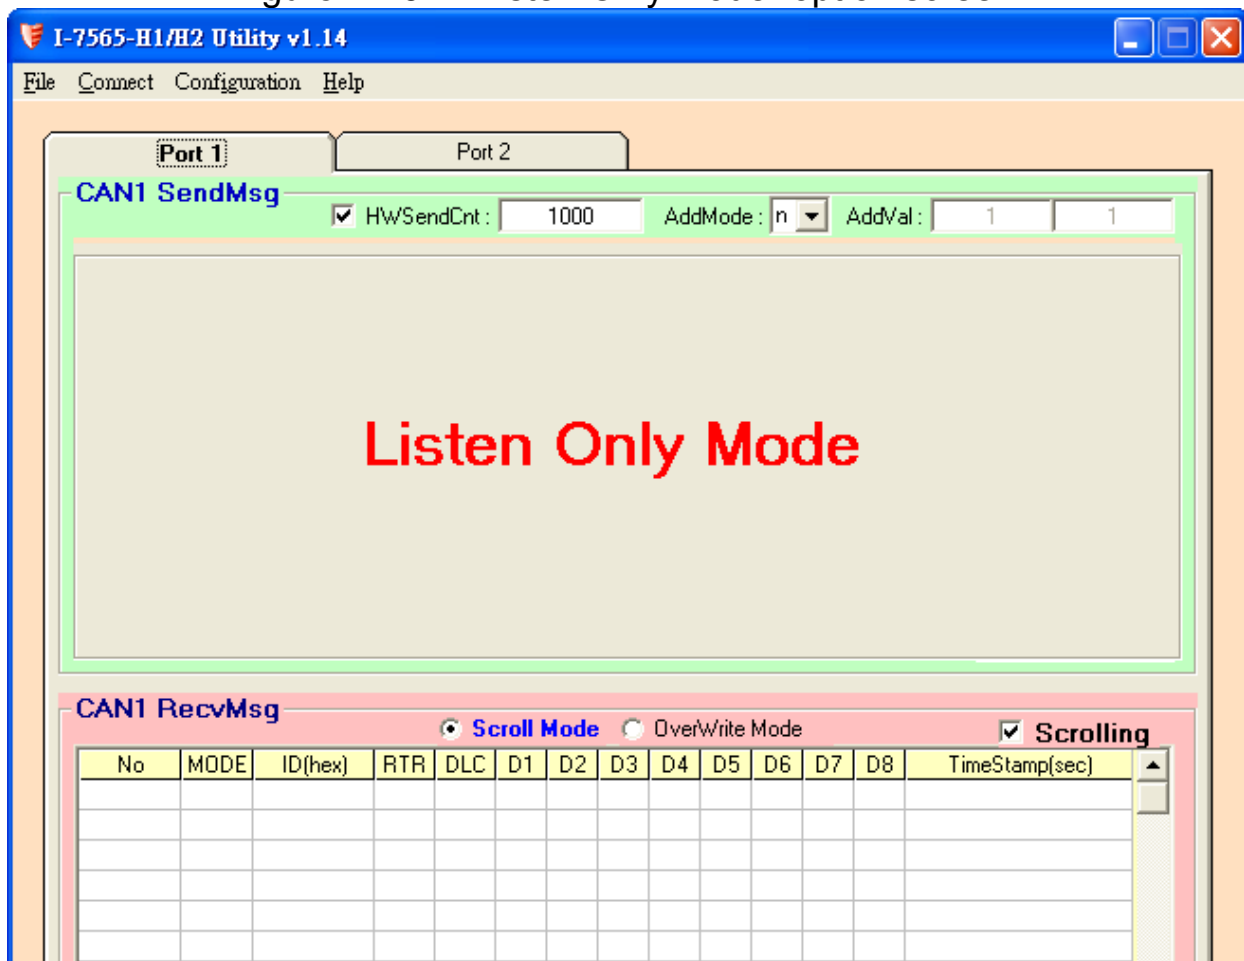 I-7565-H1/H2 Utility v1.14
File Connect Configuration Help
Port 1 Port 2
CAN1 SendMsg
HWSendCnt : 1000 AddMode : n AddVal : 1 1
Listen Only Mode
CAN1 RecvMsg
Scroll Mode OverWrite Mode Scrolling
No MODE ID(hex) RTR DLC D1 D2 D3 D4 D5 D6 D7 D8 TimeStamp(sec)